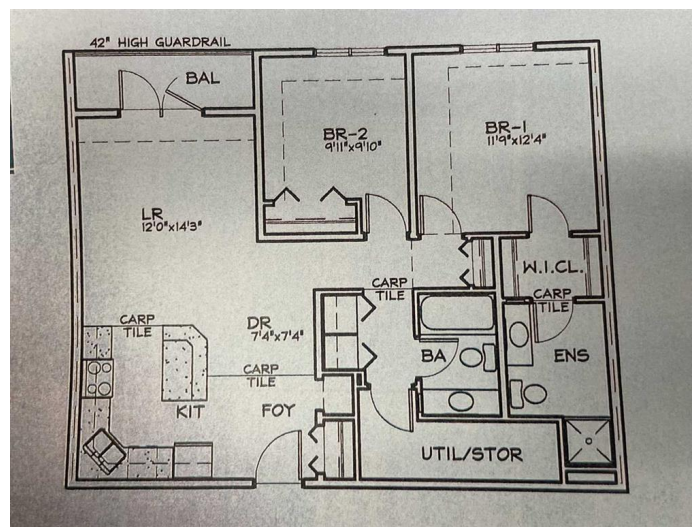 42" HIGH GUARDRAIL
BAL
BR-2
9'11"x9'10"
BR-1
11'9"x12'4"
LR
12'0"x14'3"
W.I.CL.
CARP
TILE
CARP
TILE
CARP
TILE
DR
7'4"x7'4"
BA
ENS
CARP
TILE
KIT
FOY
UTIL/STOR